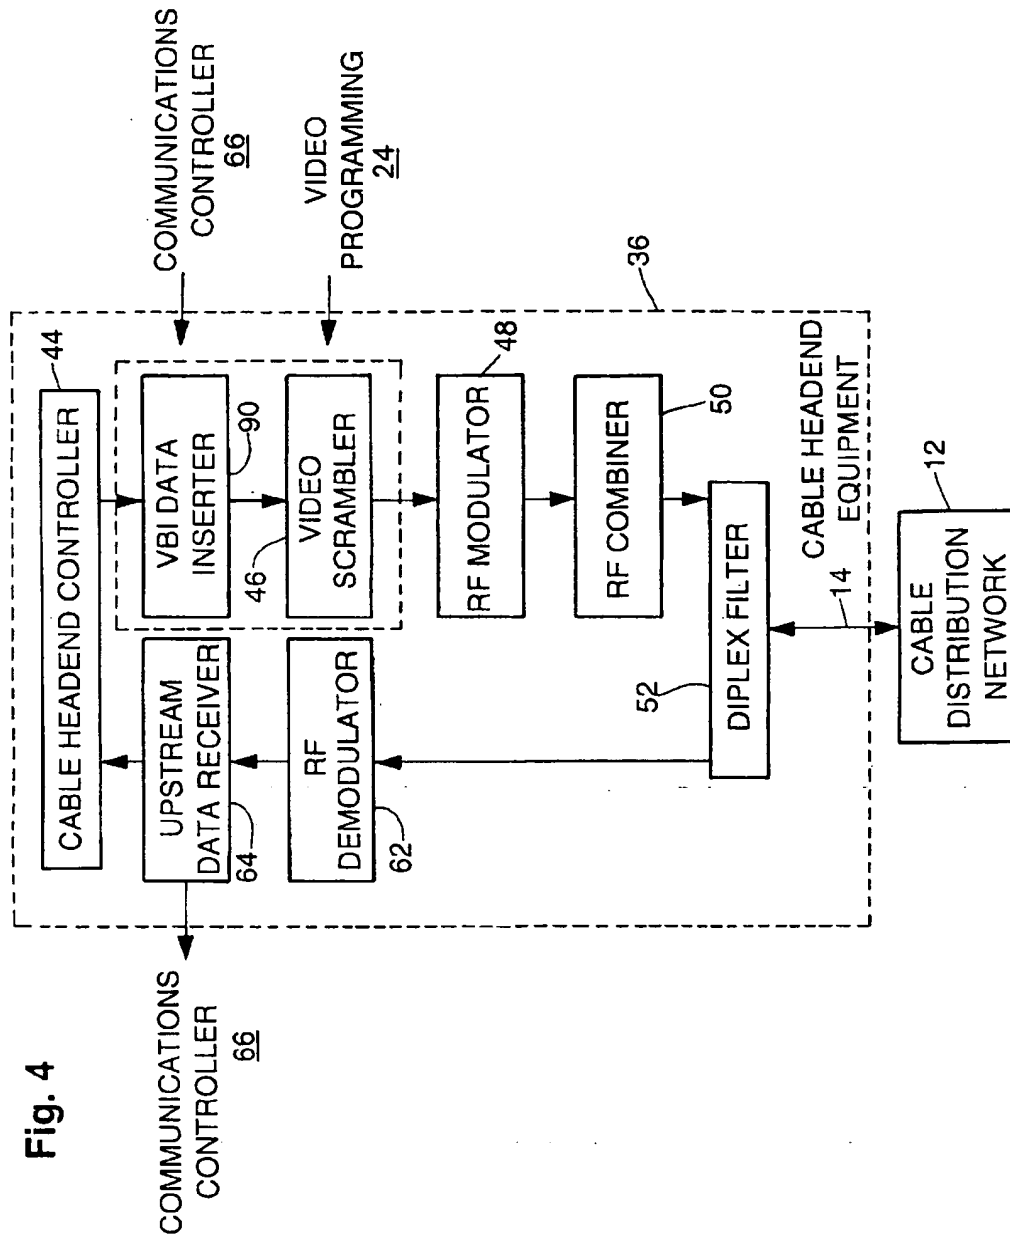 Fig. 4
COMMUNICATIONS
CONTROLLER
66
CABLE HEADEND CONTROLLER
44
UPSTREAM
DATA RECEIVER
64
VBI DATA
INSERTER
90
COMMUNICATIONS
CONTROLLER
66
RF
DEMODULATOR
62
46
VIDEO
SCRAMBLER
VIDEO
PROGRAMMING
24
RF MODULATOR
48
RF COMBINER
50
36
52
DIPLEX FILTER
CABLE HEADEND
EQUIPMENT
14
CABLE
DISTRIBUTION
NETWORK
12